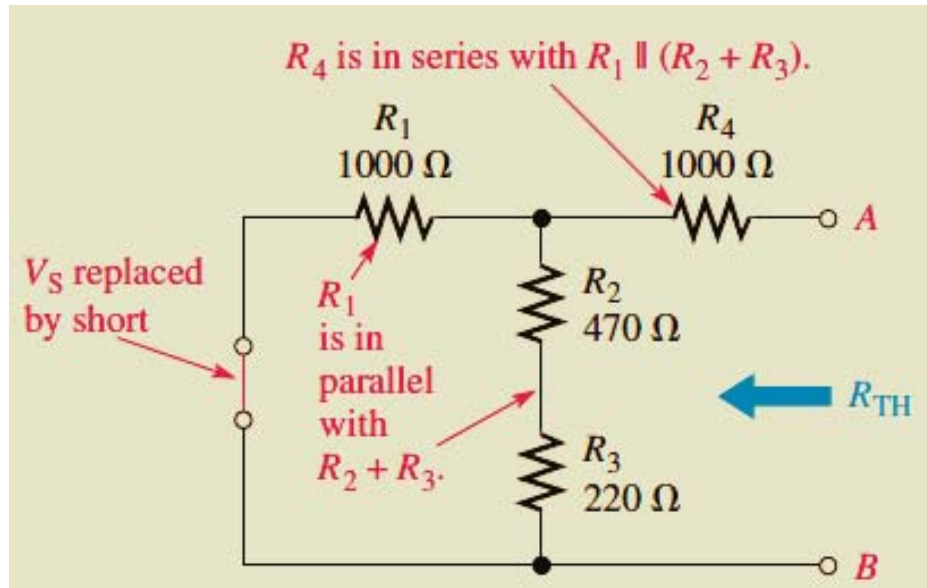 R4 is in series with R1 ∥ (R2 + R3).
R1
1000 Ω
R4
1000 Ω
A
VS replaced
by short
R1
is in
parallel
with
R2 + R3.
R2
470 Ω
RTH
R3
220 Ω
B